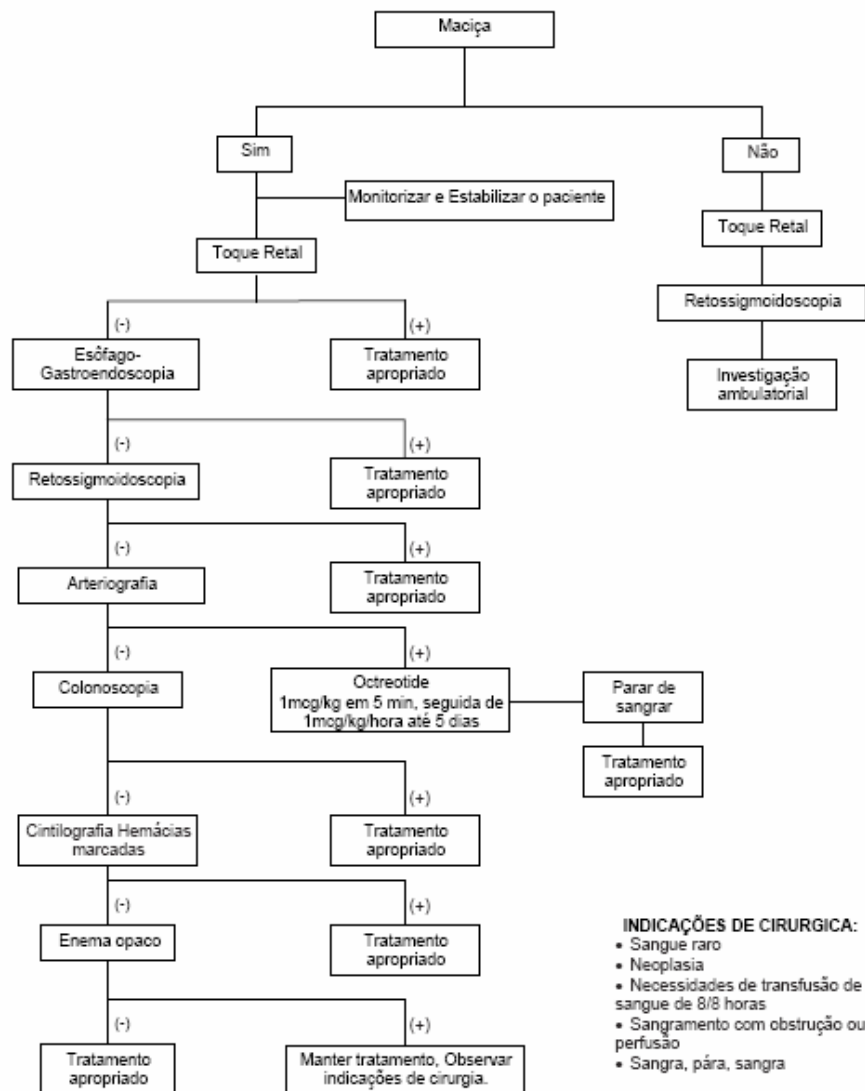 Maciça
Sim
Não
Monitorizar e Estabilizar o paciente
Toque Retal
Toque Retal
Retossigmoidoscopia
Investigação
ambulatorial
(-)
(+)
Esôfago-
Gastroendoscopia
Tratamento
apropriado
(-)
(+)
Retossigmoidoscopia
Tratamento
apropriado
(-)
(+)
Arteriografia
Tratamento
apropriado
(-)
(+)
Colonoscopia
Octreotide
1mcg/kg em 5 min, seguida de
1mcg/kg/hora até 5 dias
Parar de
sangrar
Tratamento
apropriado
(-)
(+)
Cintilografia Hemácias
marcadas
Tratamento
apropriado
(-)
(+)
Enema opaco
Tratamento
apropriado
(-)
(+)
Tratamento
apropriado
Manter tratamento, Observar
indicações de cirurgia.
INDICAÇÕES DE CIRURGICA:
• Sangue raro
• Neoplasia
• Necessidades de transfusão de
sangue de 8/8 horas
• Sangramento com obstrução ou
perfusão
• Sangra, pára, sangra